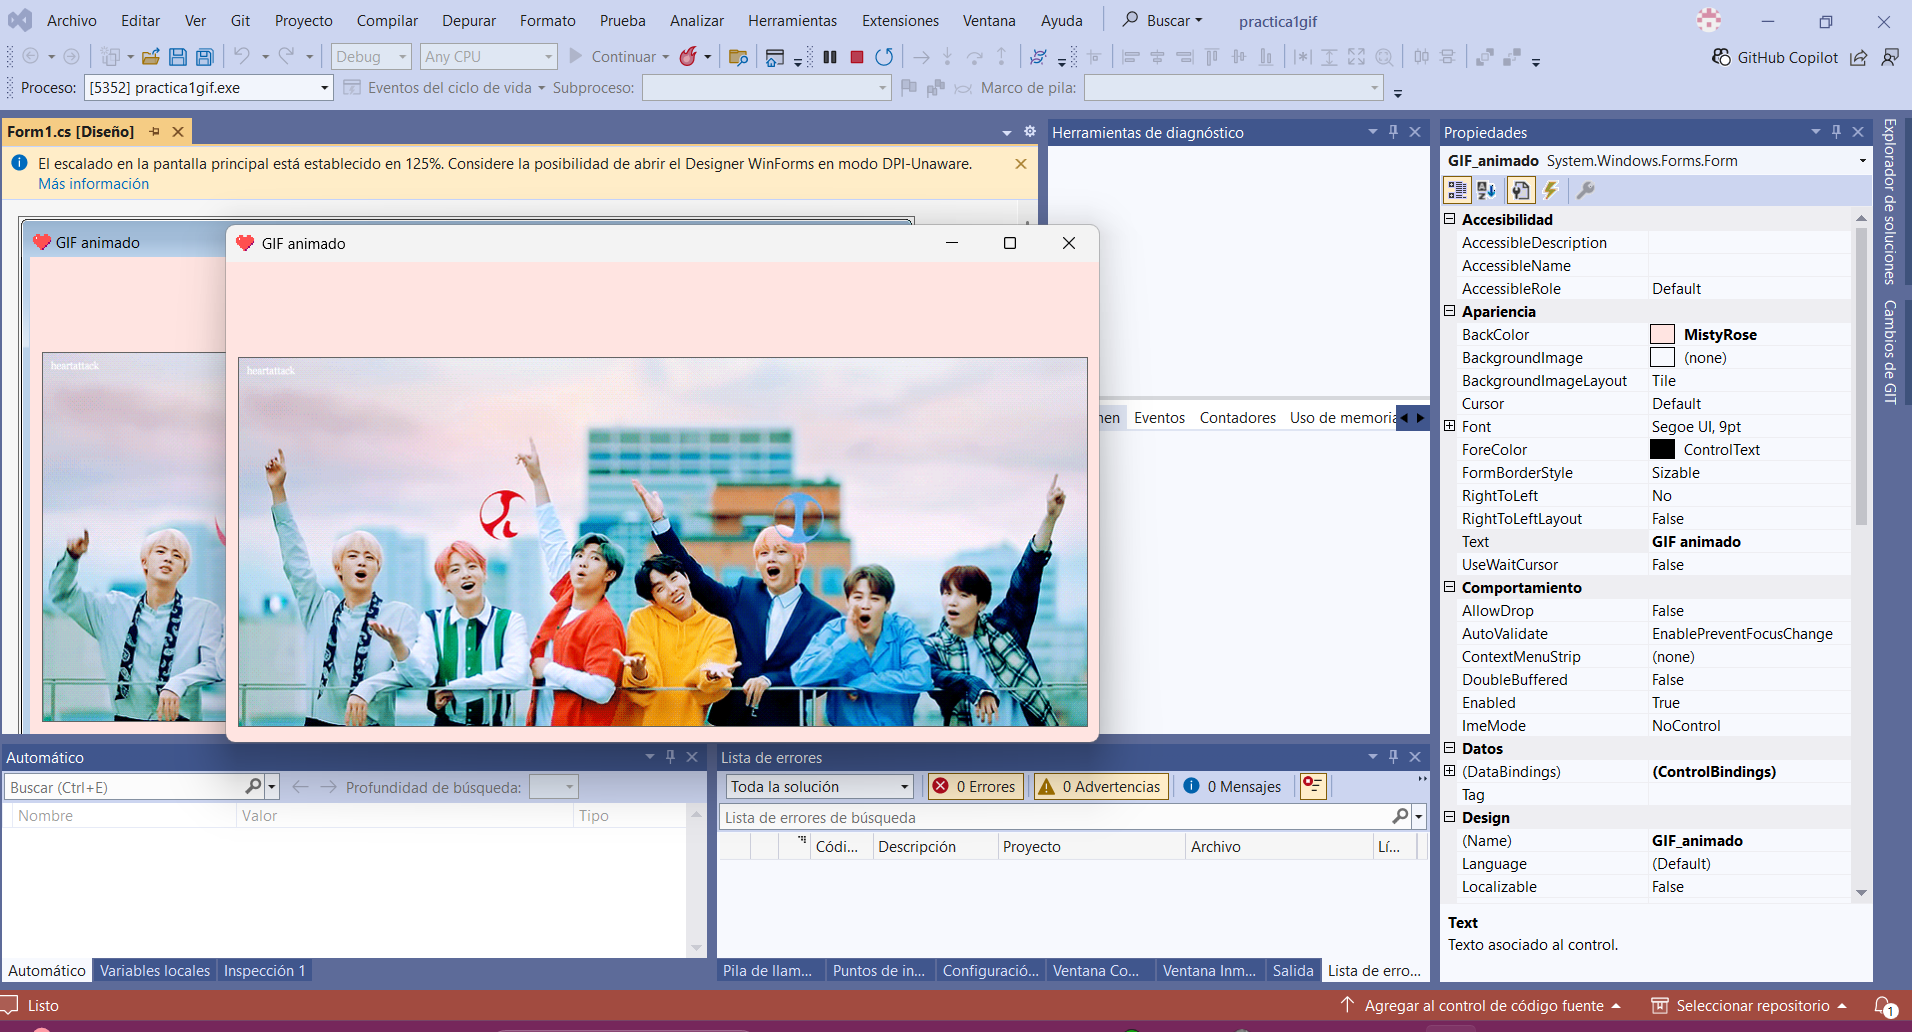 Archivo Editar Ver Git Proyecto Compilar Depurar Formato Prueba Analizar Herramientas Extensiones Ventana Ayuda Buscar practica1gif
Debug Any CPU Continuar GitHub Copilot
Proceso: [5352] practica1gif.exe Eventos del ciclo de vida Subproceso: Marco de pila:
Form1.cs [Diseño]
El escalado en la pantalla principal está establecido en 125%. Considere la posibilidad de abrir el Designer WinForms en modo DPI-Unaware.
Más información
GIF animado
heartattack
GIF animado
heartattack
Herramientas de diagnóstico
Eventos Contadores Uso de memoria
Propiedades
GIF_animado System.Windows.Forms.Form
Accesibilidad
AccessibleDescription
AccessibleName
AccessibleRole Default
Apariencia
BackColor MistyRose
BackgroundImage (none)
BackgroundImageLayout Tile
Cursor Default
Font Segoe UI, 9pt
ForeColor ControlText
FormBorderStyle Sizable
RightToLeft No
RightToLeftLayout False
Text GIF animado
UseWaitCursor False
Comportamiento
AllowDrop False
AutoValidate EnablePreventFocusChange
ContextMenuStrip (none)
DoubleBuffered False
Enabled True
ImeMode NoControl
Datos
(DataBindings) (ControlBindings)
Tag
Design
(Name) GIF_animado
Language (Default)
Localizable False
Text
Texto asociado al control.
Explorador de soluciones
Cambios de GIT
Automático
Buscar (Ctrl+E) Profundidad de búsqueda:
Nombre Valor Tipo
Automático Variables locales Inspección 1
Lista de errores
Toda la solución 0 Errores 0 Advertencias 0 Mensajes
Lista de errores de búsqueda
Códi... Descripción Proyecto Archivo Lí...
Pila de llam... Puntos de in... Configuració... Ventana Co... Ventana Inm... Salida Lista de erro...
Listo Agregar al control de código fuente Seleccionar repositorio 1